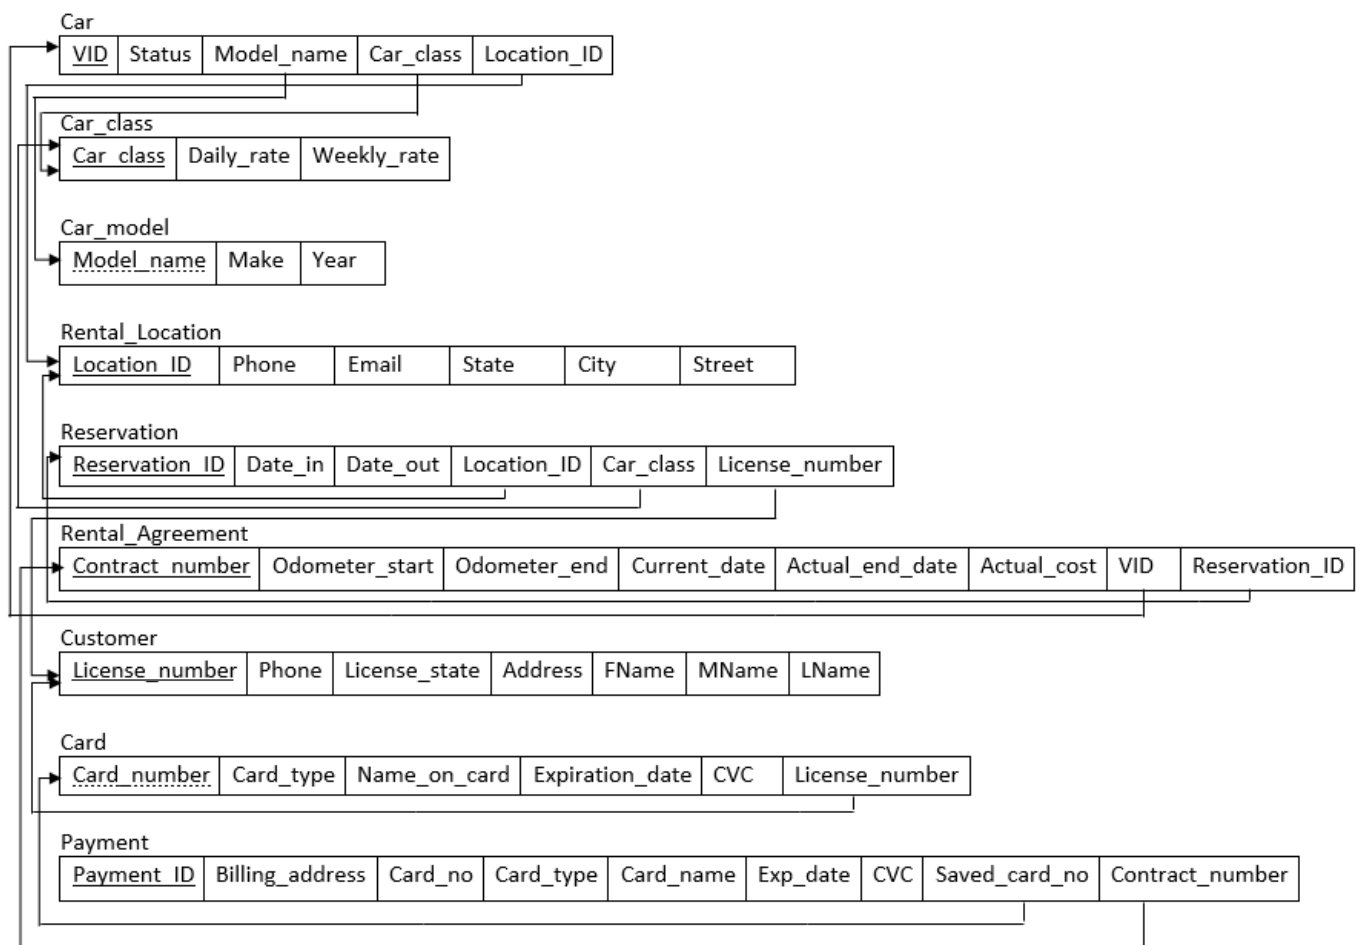 Car
VID Status Model_name Car_class Location_ID
Car_class
Car_class Daily_rate Weekly_rate
Car_model
Model_name Make Year
Rental_Location
Location_ID Phone Email State City Street
Reservation
Reservation_ID Date_in Date_out Location_ID Car_class License_number
Rental_Agreement
Contract_number Odometer_start Odometer_end Current_date Actual_end_date Actual_cost VID Reservation_ID
Customer
License_number Phone License_state Address FName MName LName
Card
Card_number Card_type Name_on_card Expiration_date CVC License_number
Payment
Payment_ID Billing_address Card_no Card_type Card_name Exp_date CVC Saved_card_no Contract_number